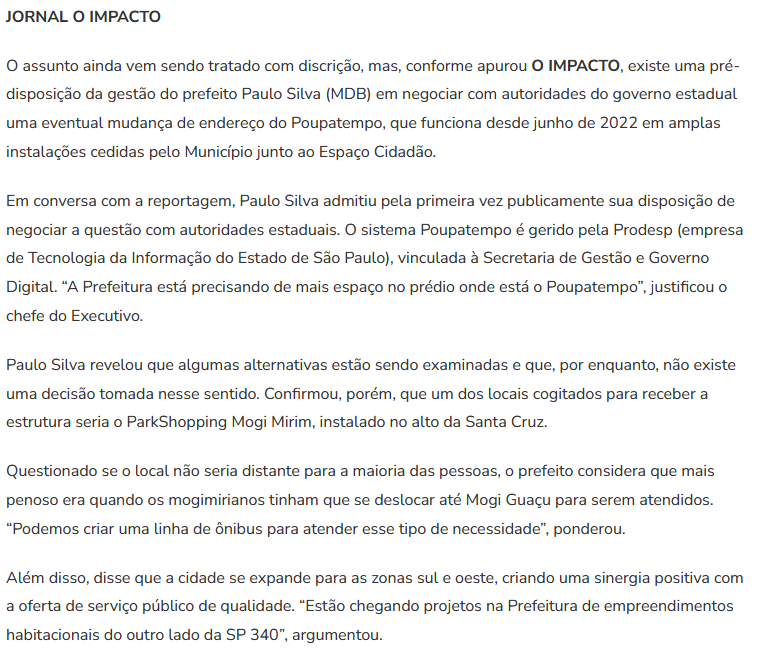 JORNAL O IMPACTO
O assunto ainda vem sendo tratado com discrição, mas, conforme apurou O IMPACTO, existe uma pré-
disposição da gestão do prefeito Paulo Silva (MDB) em negociar com autoridades do governo estadual
uma eventual mudança de endereço do Poupatempo, que funciona desde junho de 2022 em amplas
instalações cedidas pelo Município junto ao Espaço Cidadão.
Em conversa com a reportagem, Paulo Silva admitiu pela primeira vez publicamente sua disposição de
negociar a questão com autoridades estaduais. O sistema Poupatempo é gerido pela Prodesp (empresa
de Tecnologia da Informação do Estado de São Paulo), vinculada à Secretaria de Gestão e Governo
Digital. “A Prefeitura está precisando de mais espaço no prédio onde está o Poupatempo”, justificou o
chefe do Executivo.
Paulo Silva revelou que algumas alternativas estão sendo examinadas e que, por enquanto, não existe
uma decisão tomada nesse sentido. Confirmou, porém, que um dos locais cogitados para receber a
estrutura seria o ParkShopping Mogi Mirim, instalado no alto da Santa Cruz.
Questionado se o local não seria distante para a maioria das pessoas, o prefeito considera que mais
penoso era quando os mogimirianos tinham que se deslocar até Mogi Guaçu para serem atendidos.
“Podemos criar uma linha de ônibus para atender esse tipo de necessidade”, ponderou.
Além disso, disse que a cidade se expande para as zonas sul e oeste, criando uma sinergia positiva com
a oferta de serviço público de qualidade. “Estão chegando projetos na Prefeitura de empreendimentos
habitacionais do outro lado da SP 340”, argumentou.